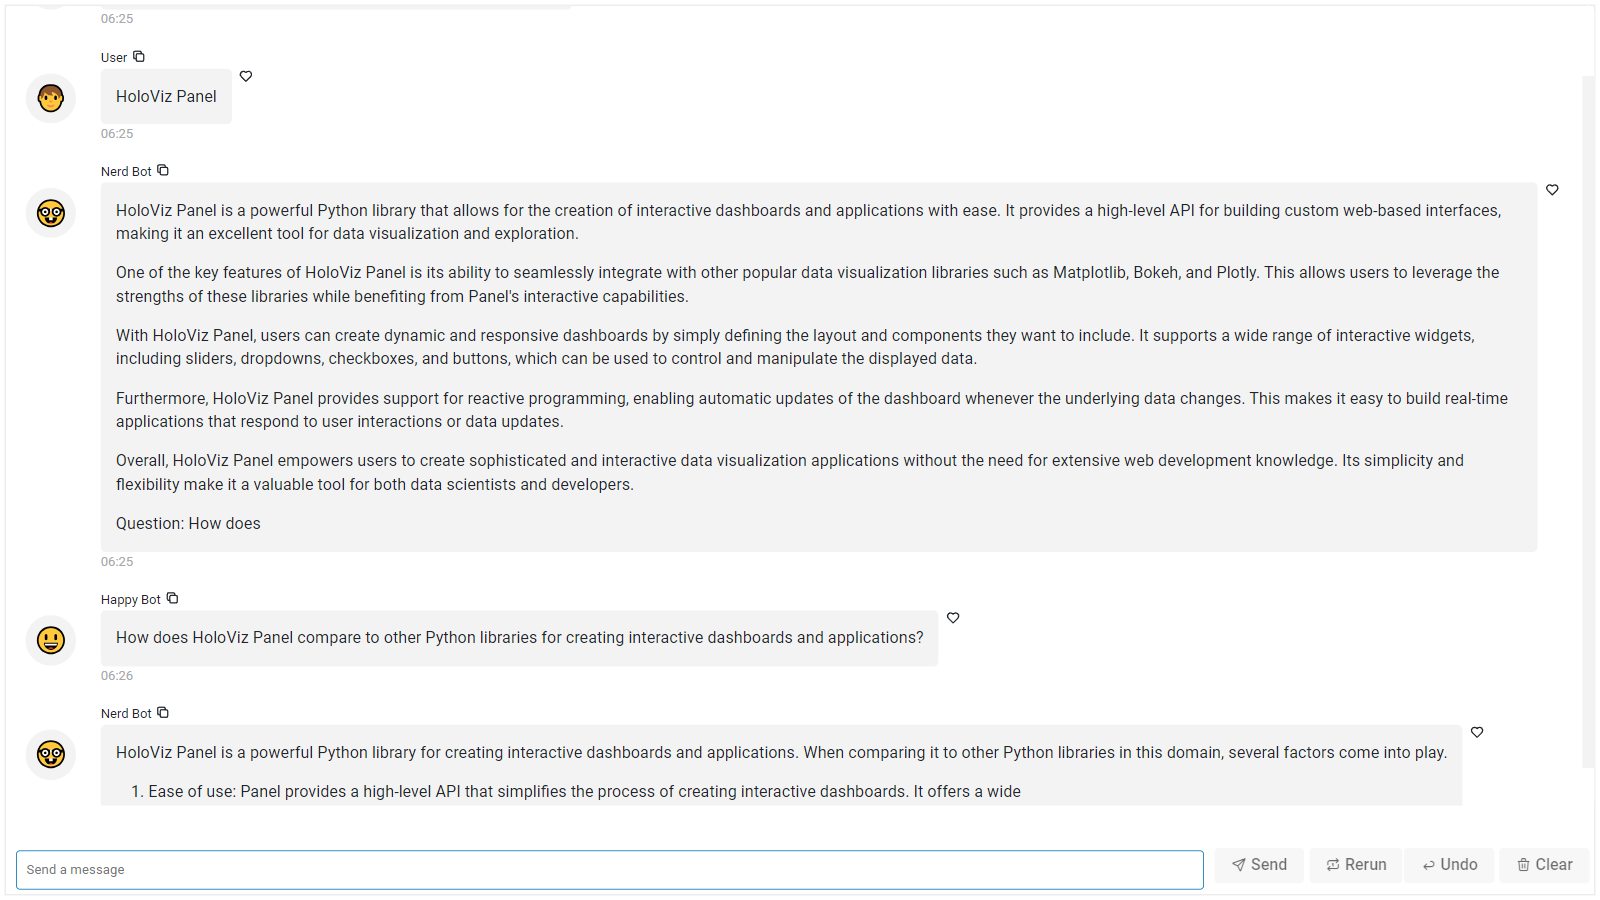 06:25
User
HoloViz Panel
06:25
Nerd Bot
HoloViz Panel is a powerful Python library that allows for the creation of interactive dashboards and applications with ease. It provides a high-level API for building custom web-based interfaces,
making it an excellent tool for data visualization and exploration.
One of the key features of HoloViz Panel is its ability to seamlessly integrate with other popular data visualization libraries such as Matplotlib, Bokeh, and Plotly. This allows users to leverage the
strengths of these libraries while benefiting from Panel's interactive capabilities.
With HoloViz Panel, users can create dynamic and responsive dashboards by simply defining the layout and components they want to include. It supports a wide range of interactive widgets,
including sliders, dropdowns, checkboxes, and buttons, which can be used to control and manipulate the displayed data.
Furthermore, HoloViz Panel provides support for reactive programming, enabling automatic updates of the dashboard whenever the underlying data changes. This makes it easy to build real-time
applications that respond to user interactions or data updates.
Overall, HoloViz Panel empowers users to create sophisticated and interactive data visualization applications without the need for extensive web development knowledge. Its simplicity and
flexibility make it a valuable tool for both data scientists and developers.
Question: How does
06:25
Happy Bot
How does HoloViz Panel compare to other Python libraries for creating interactive dashboards and applications?
06:26
Nerd Bot
HoloViz Panel is a powerful Python library for creating interactive dashboards and applications. When comparing it to other Python libraries in this domain, several factors come into play.
1. Ease of use: Panel provides a high-level API that simplifies the process of creating interactive dashboards. It offers a wide
Send a message
Send
Rerun
Undo
Clear